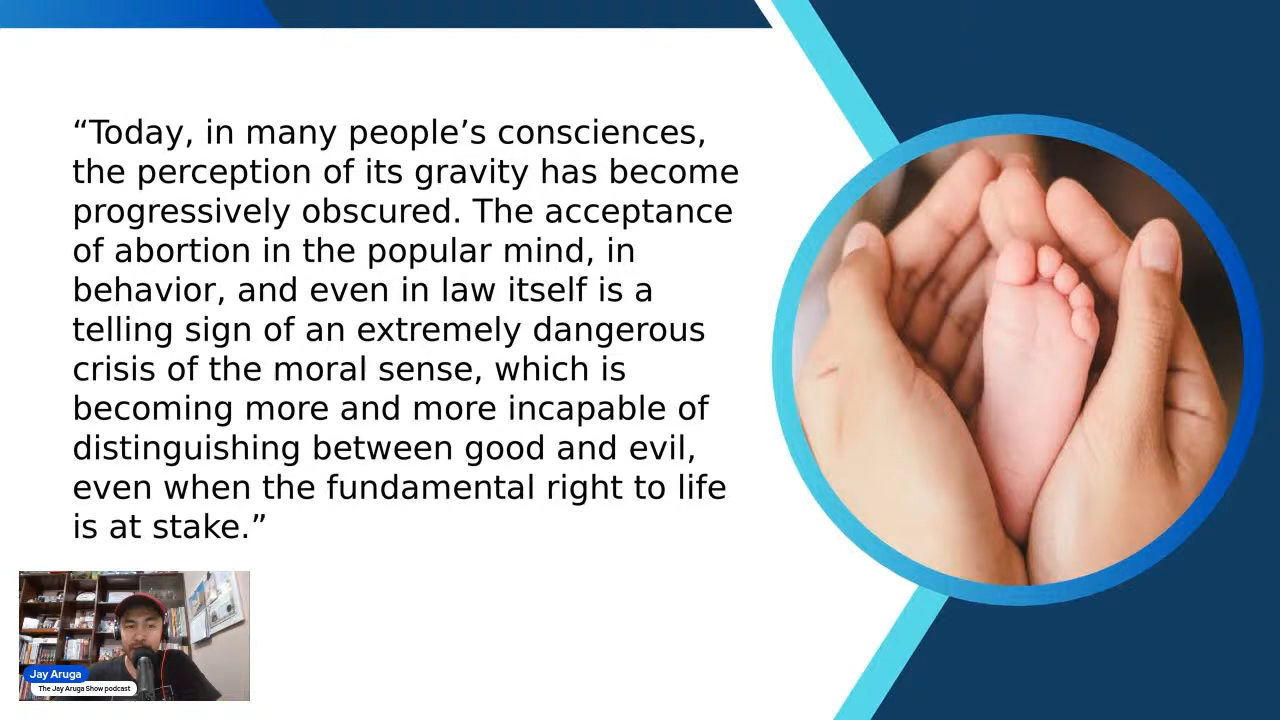 “Today, in many people’s consciences,
the perception of its gravity has become
progressively obscured. The acceptance
of abortion in the popular mind, in
behavior, and even in law itself is a
telling sign of an extremely dangerous
crisis of the moral sense, which is
becoming more and more incapable of
distinguishing between good and evil,
even when the fundamental right to life
is at stake.”
Jay Aruga
The Jay Aruga Show podcast